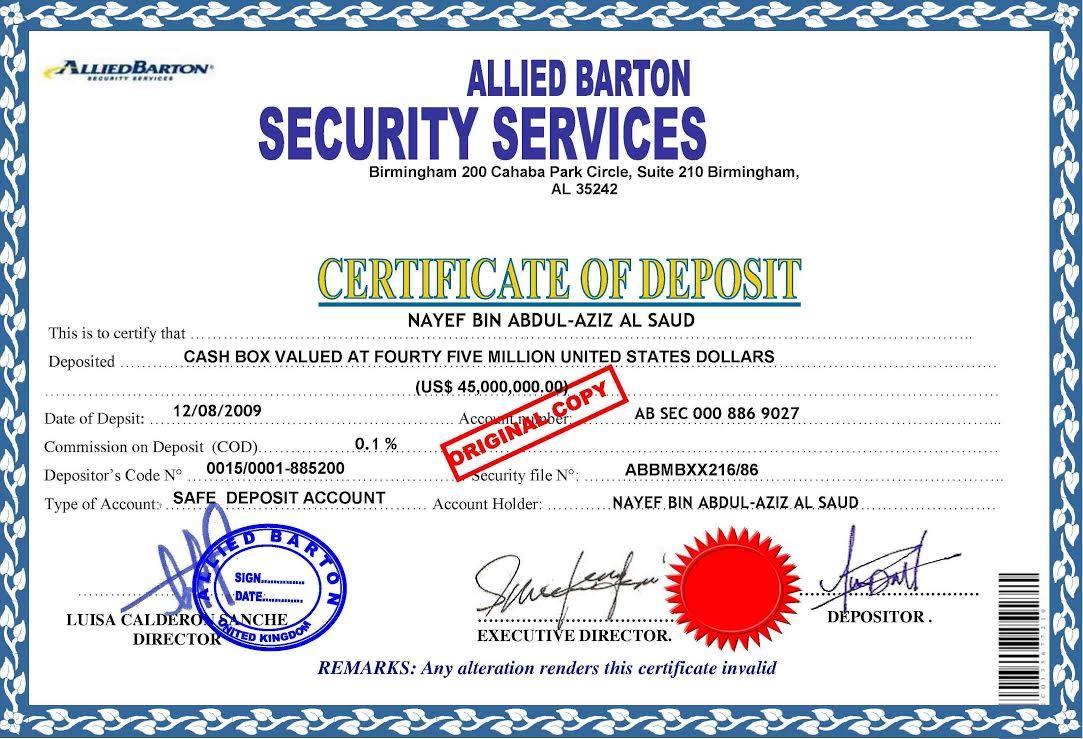 ALLIEDBARTON®
SECURITY SERVICES
ALLIED BARTON
SECURITY SERVICES
Birmingham 200 Cahaba Park Circle, Suite 210 Birmingham,
AL 35242
CERTIFICATE OF DEPOSIT
This is to certify that NAYEF BIN ABDUL-AZIZ AL SAUD
Deposited CASH BOX VALUED AT FOURTY FIVE MILLION UNITED STATES DOLLARS
(US$ 45,000,000.00)
ORIGINAL COPY
Date of Depsit: 12/08/2009 Account number: AB SEC 000 886 9027
Commission on Deposit (COD) 0.1 %
Depositor's Code N° 0015/0001-885200 Security file N°: ABBMBXX216/86
Type of Account: SAFE DEPOSIT ACCOUNT Account Holder: NAYEF BIN ABDUL-AZIZ AL SAUD
ALLIED BARTON
SIGN..............
DATE.............
UNITED KINGDOM
LUISA CALDERON SANCHE
DIRECTOR
EXECUTIVE DIRECTOR.
DEPOSITOR .
REMARKS: Any alteration renders this certificate invalid